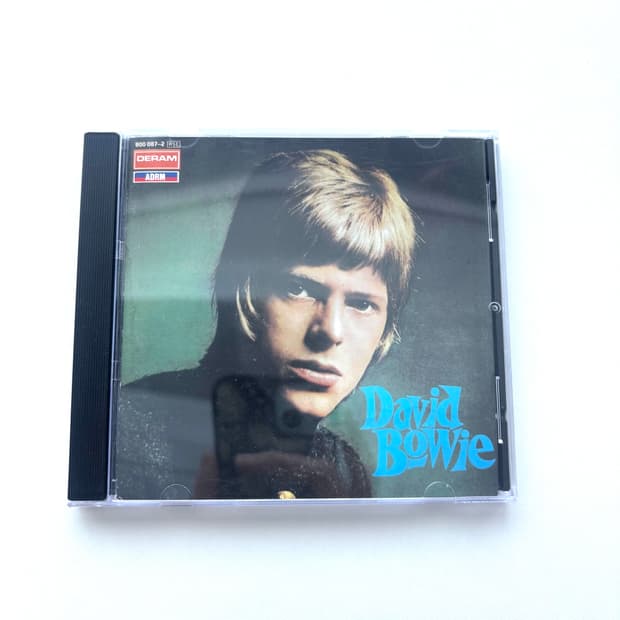 800 087-2
DERAM
ADRM
David
Bowie